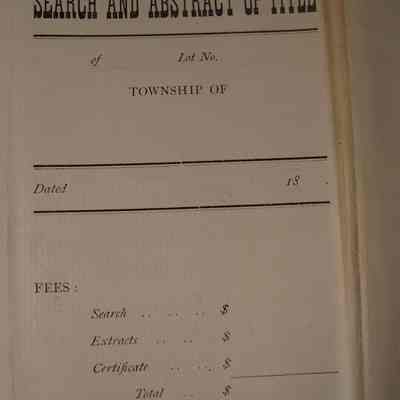 SEARCH AND ABSTRACT OF TITLE
of Lot No.
TOWNSHIP OF
Dated 18 .
FEES :
Search .. .. .. $
Extracts .. .. .. $
Certificate .. .. $
Total .. $